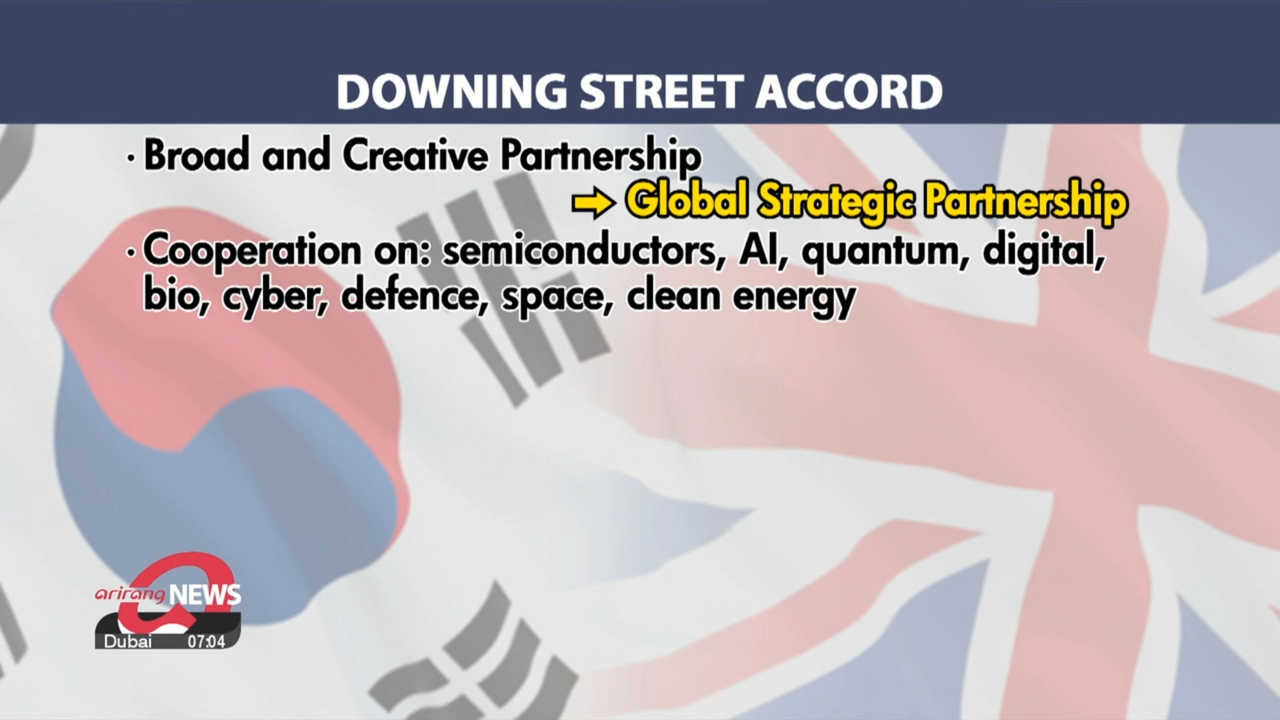 DOWNING STREET ACCORD
· Broad and Creative Partnership
➡ Global Strategic Partnership
· Cooperation on: semiconductors, AI, quantum, digital,
bio, cyber, defence, space, clean energy
arirang NEWS
Dubai 07:04